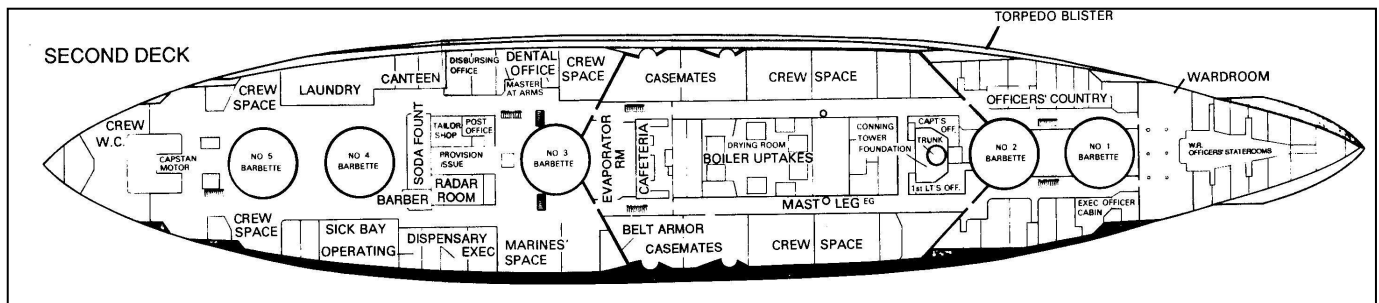 TORPEDO BLISTER
SECOND DECK
WARDROOM
CREW
SPACE
LAUNDRY
CANTEEN
DISBURSING
OFFICE
DENTAL
OFFICE
MASTER
AT ARMS
CREW
SPACE
CASEMATES
CREW SPACE
OFFICERS' COUNTRY
CREW
W.C.
CAPSTAN
MOTOR
NO 5
BARBETTE
NO 4
BARBETTE
SODA FOUNT
TAILOR
SHOP
POST
OFFICE
PROVISION
ISSUE
RADAR
ROOM
BARBER
NO 3
BARBETTE
EVAPORATOR
RM
CAFETERIA
DRYING ROOM
BOILER UPTAKES
CONNING
TOWER
FOUNDATION
CAPT'S
OFF.
TRUNK
1st LT'S OFF.
NO 2
BARBETTE
NO 1
BARBETTE
W.R.
OFFICERS' STATEROOMS
MAST LEG EG
EXEC OFFICER
CABIN
CREW
SPACE
SICK BAY
OPERATING
DISPENSARY
EXEC
MARINES'
SPACE
BELT ARMOR
CASEMATES
CREW SPACE